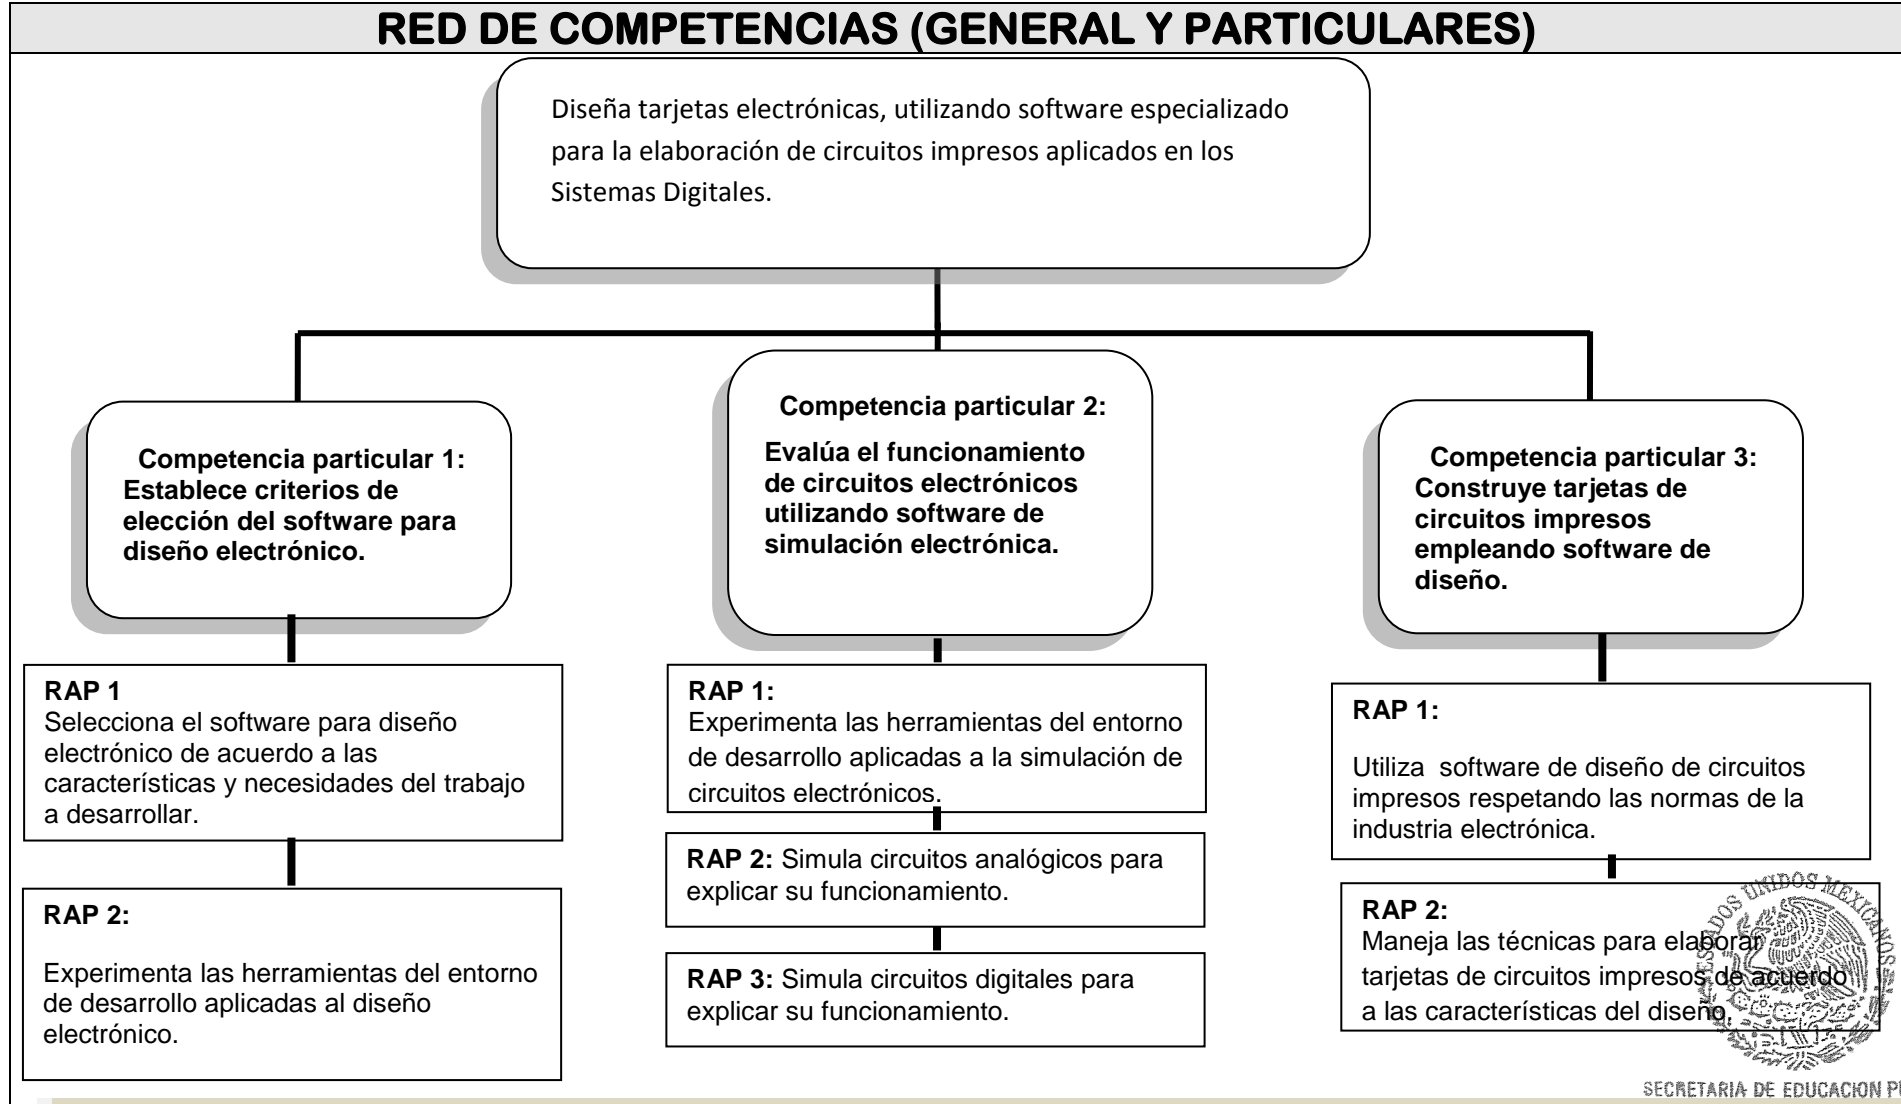 RED DE COMPETENCIAS (GENERAL Y PARTICULARES)
Diseña tarjetas electrónicas, utilizando software especializado
para la elaboración de circuitos impresos aplicados en los
Sistemas Digitales.
Competencia particular 1:
Establece criterios de
elección del software para
diseño electrónico.
RAP 1
Selecciona el software para diseño
electrónico de acuerdo a las
características y necesidades del trabajo
a desarrollar.
RAP 2:
Experimenta las herramientas del entorno
de desarrollo aplicadas al diseño
electrónico.
Competencia particular 2:
Evalúa el funcionamiento
de circuitos electrónicos
utilizando software de
simulación electrónica.
RAP 1:
Experimenta las herramientas del entorno
de desarrollo aplicadas a la simulación de
circuitos electrónicos.
RAP 2: Simula circuitos analógicos para
explicar su funcionamiento.
RAP 3: Simula circuitos digitales para
explicar su funcionamiento.
Competencia particular 3:
Construye tarjetas de
circuitos impresos
empleando software de
diseño.
RAP 1:
Utiliza software de diseño de circuitos
impresos respetando las normas de la
industria electrónica.
RAP 2:
Maneja las técnicas para elaborar
tarjetas de circuitos impresos de acuerdo
a las características del diseño.
ESTADOS UNIDOS MEXICANOS
SECRETARIA DE EDUCACION